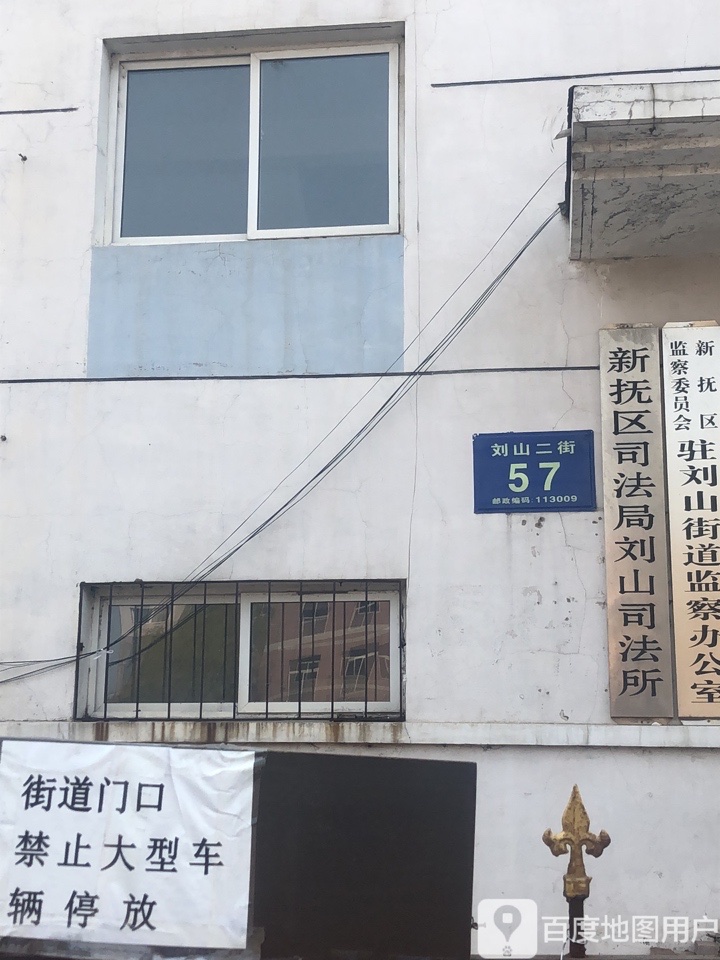 刘山二街
57
邮政编码:113009
新抚区司法局刘山司法所
新抚区
监察委员会
驻刘山街道监察办公室
街道门口
禁止大型车
辆停放
百度地图用户